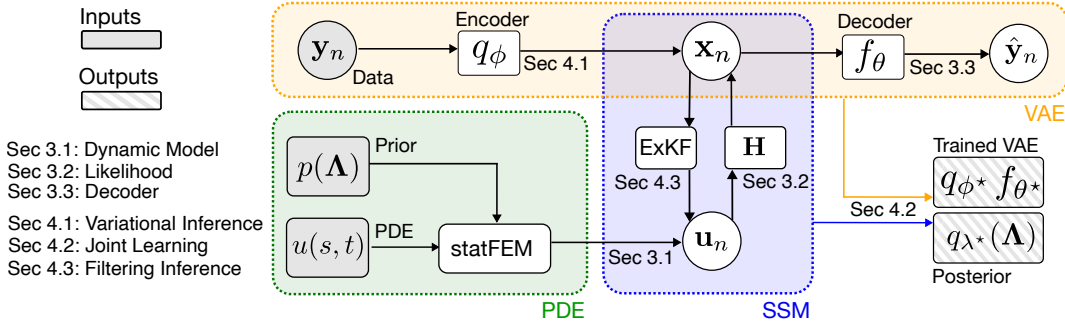 Inputs
Outputs
Sec 3.1: Dynamic Model
Sec 3.2: Likelihood
Sec 3.3: Decoder
Sec 4.1: Variational Inference
Sec 4.2: Joint Learning
Sec 4.3: Filtering Inference
y_n
Data
Encoder
q_ϕ
Sec 4.1
x_n
Decoder
f_θ
Sec 3.3
ŷ_n
VAE
p(Λ)
Prior
u(s, t)
PDE
statFEM
Sec 3.1
PDE
ExKF
Sec 4.3
H
Sec 3.2
u_n
SSM
Trained VAE
q_ϕ⋆ f_θ⋆
Sec 4.2
q_λ⋆(Λ)
Posterior